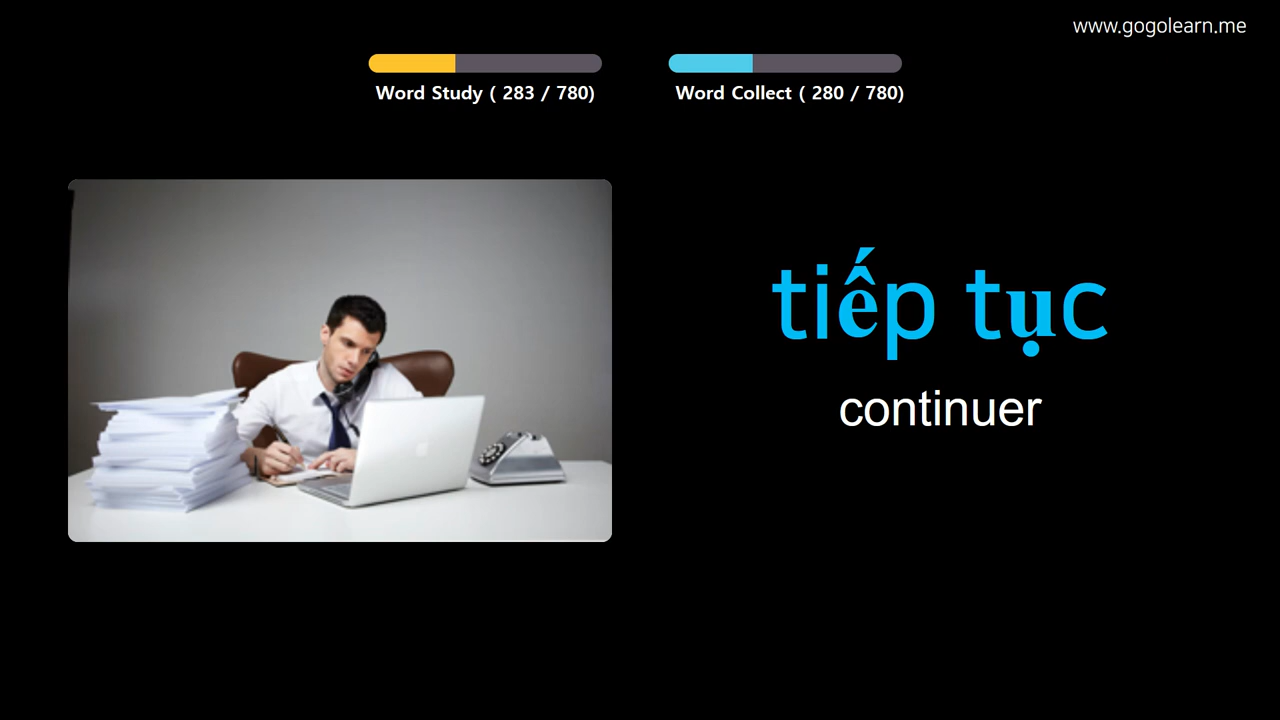 www.gogolearn.me
Word Study ( 283 / 780)
Word Collect ( 280 / 780)
tiếp tục
continuer